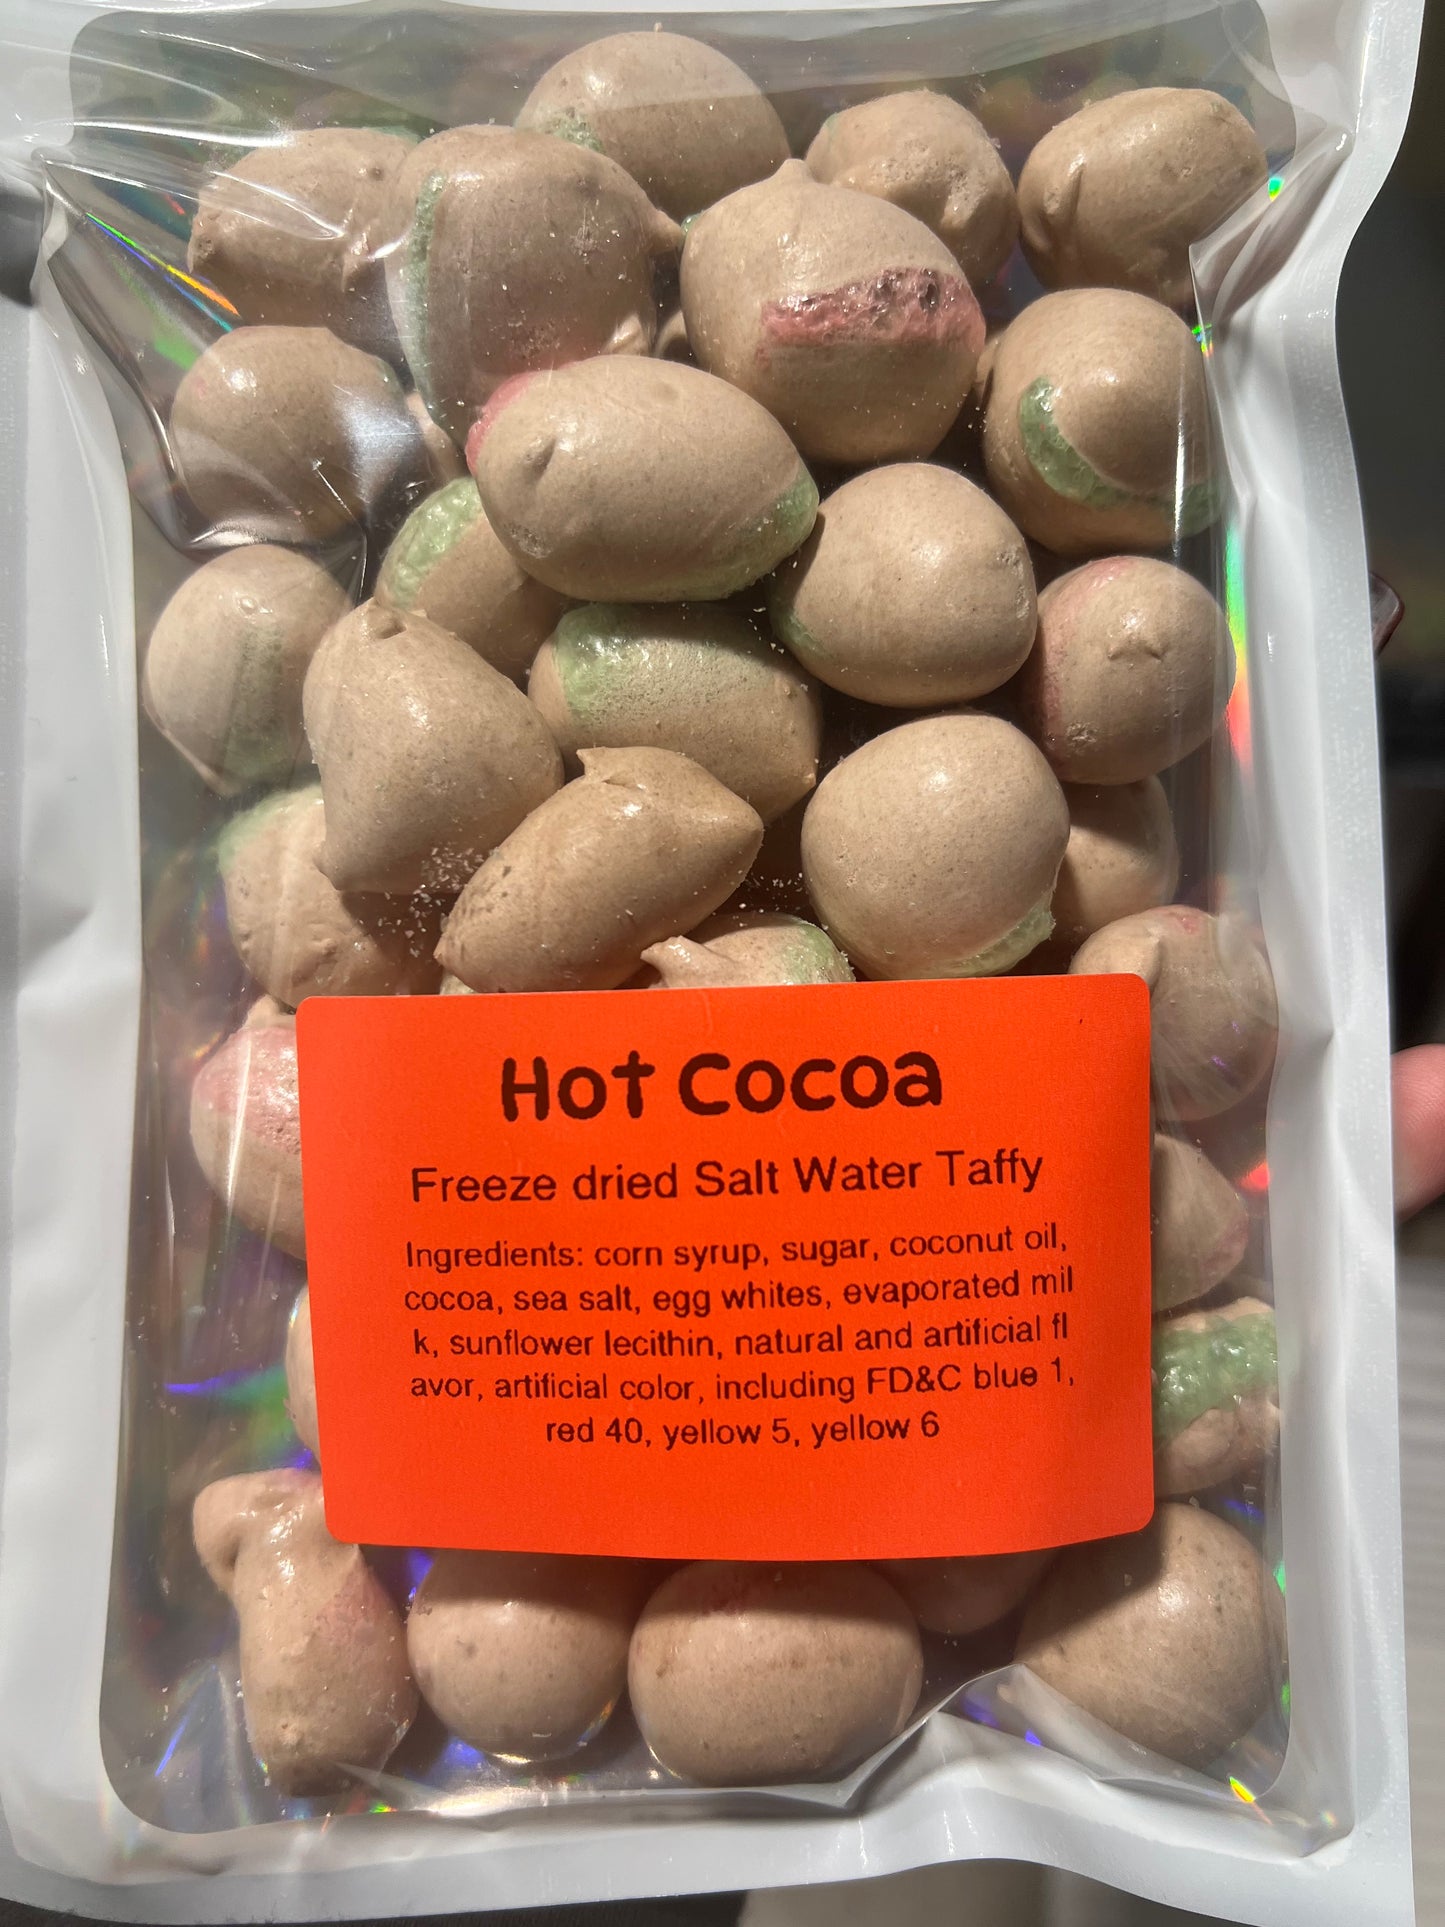 Hot Cocoa
Freeze dried Salt Water Taffy
Ingredients: corn syrup, sugar, coconut oil,
cocoa, sea salt, egg whites, evaporated mil
k, sunflower lecithin, natural and artificial fl
avor, artificial color, including FD&C blue 1,
red 40, yellow 5, yellow 6